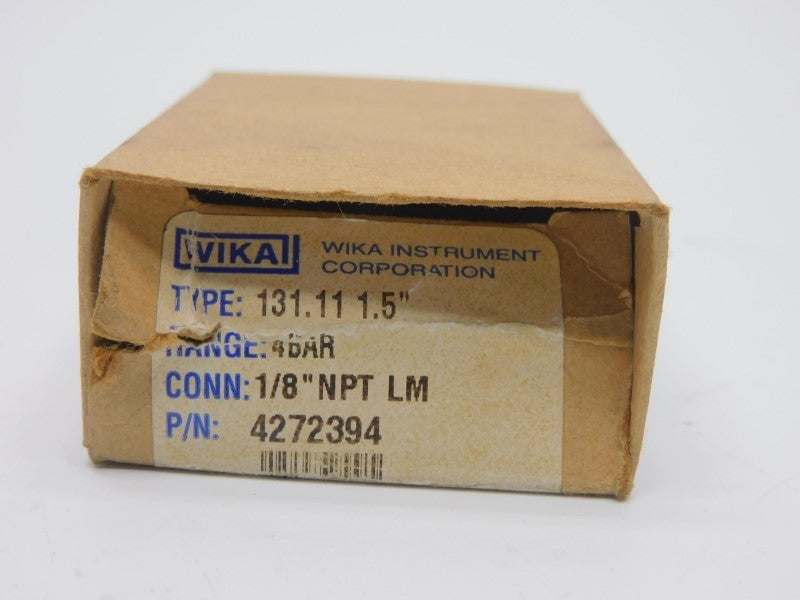 WIKA WIKA INSTRUMENT
CORPORATION
TYPE: 131.11 1.5"
RANGE: 4BAR
CONN: 1/8" NPT LM
P/N: 4272394